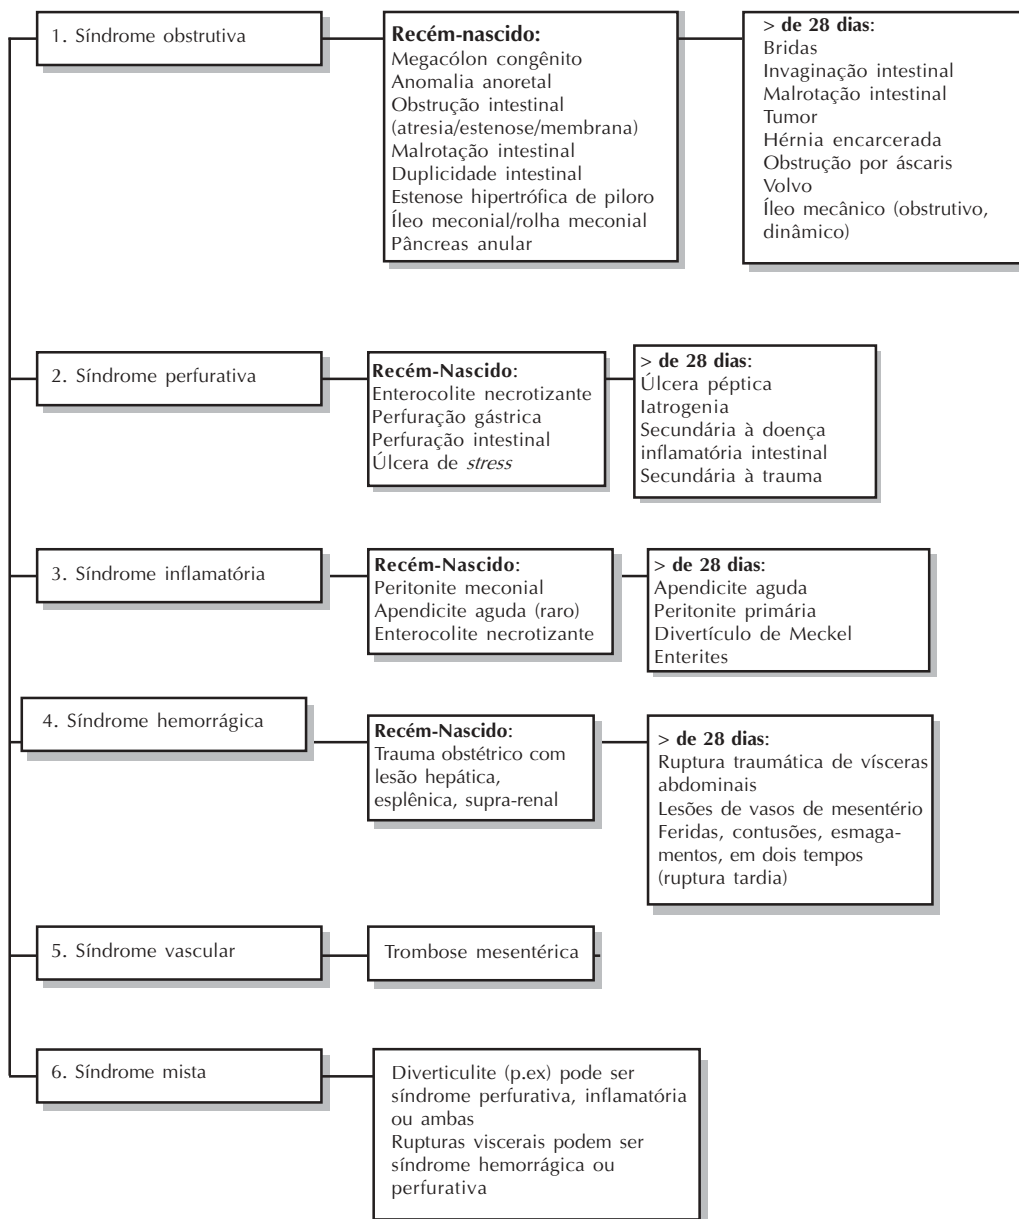 1. Síndrome obstrutiva
Recém-nascido:
Megacólon congênito
Anomalia anoretal
Obstrução intestinal
(atresia/estenose/membrana)
Malrotação intestinal
Duplicidade intestinal
Estenose hipertrófica de piloro
Íleo meconial/rolha meconial
Pâncreas anular
> de 28 dias:
Bridas
Invaginação intestinal
Malrotação intestinal
Tumor
Hérnia encarcerada
Obstrução por áscaris
Volvo
Íleo mecânico (obstrutivo,
dinâmico)
2. Síndrome perfurativa
Recém-Nascido:
Enterocolite necrotizante
Perfuração gástrica
Perfuração intestinal
Úlcera de stress
> de 28 dias:
Úlcera péptica
Iatrogenia
Secundária à doença
inflamatória intestinal
Secundária à trauma
3. Síndrome inflamatória
Recém-Nascido:
Peritonite meconial
Apendicite aguda (raro)
Enterocolite necrotizante
> de 28 dias:
Apendicite aguda
Peritonite primária
Divertículo de Meckel
Enterites
4. Síndrome hemorrágica
Recém-Nascido:
Trauma obstétrico com
lesão hepática,
esplênica, supra-renal
> de 28 dias:
Ruptura traumática de vísceras
abdominais
Lesões de vasos de mesentério
Feridas, contusões, esmaga-
mentos, em dois tempos
(ruptura tardia)
5. Síndrome vascular
Trombose mesentérica
6. Síndrome mista
Diverticulite (p.ex) pode ser
síndrome perfurativa, inflamatória
ou ambas
Rupturas viscerais podem ser
síndrome hemorrágica ou
perfurativa